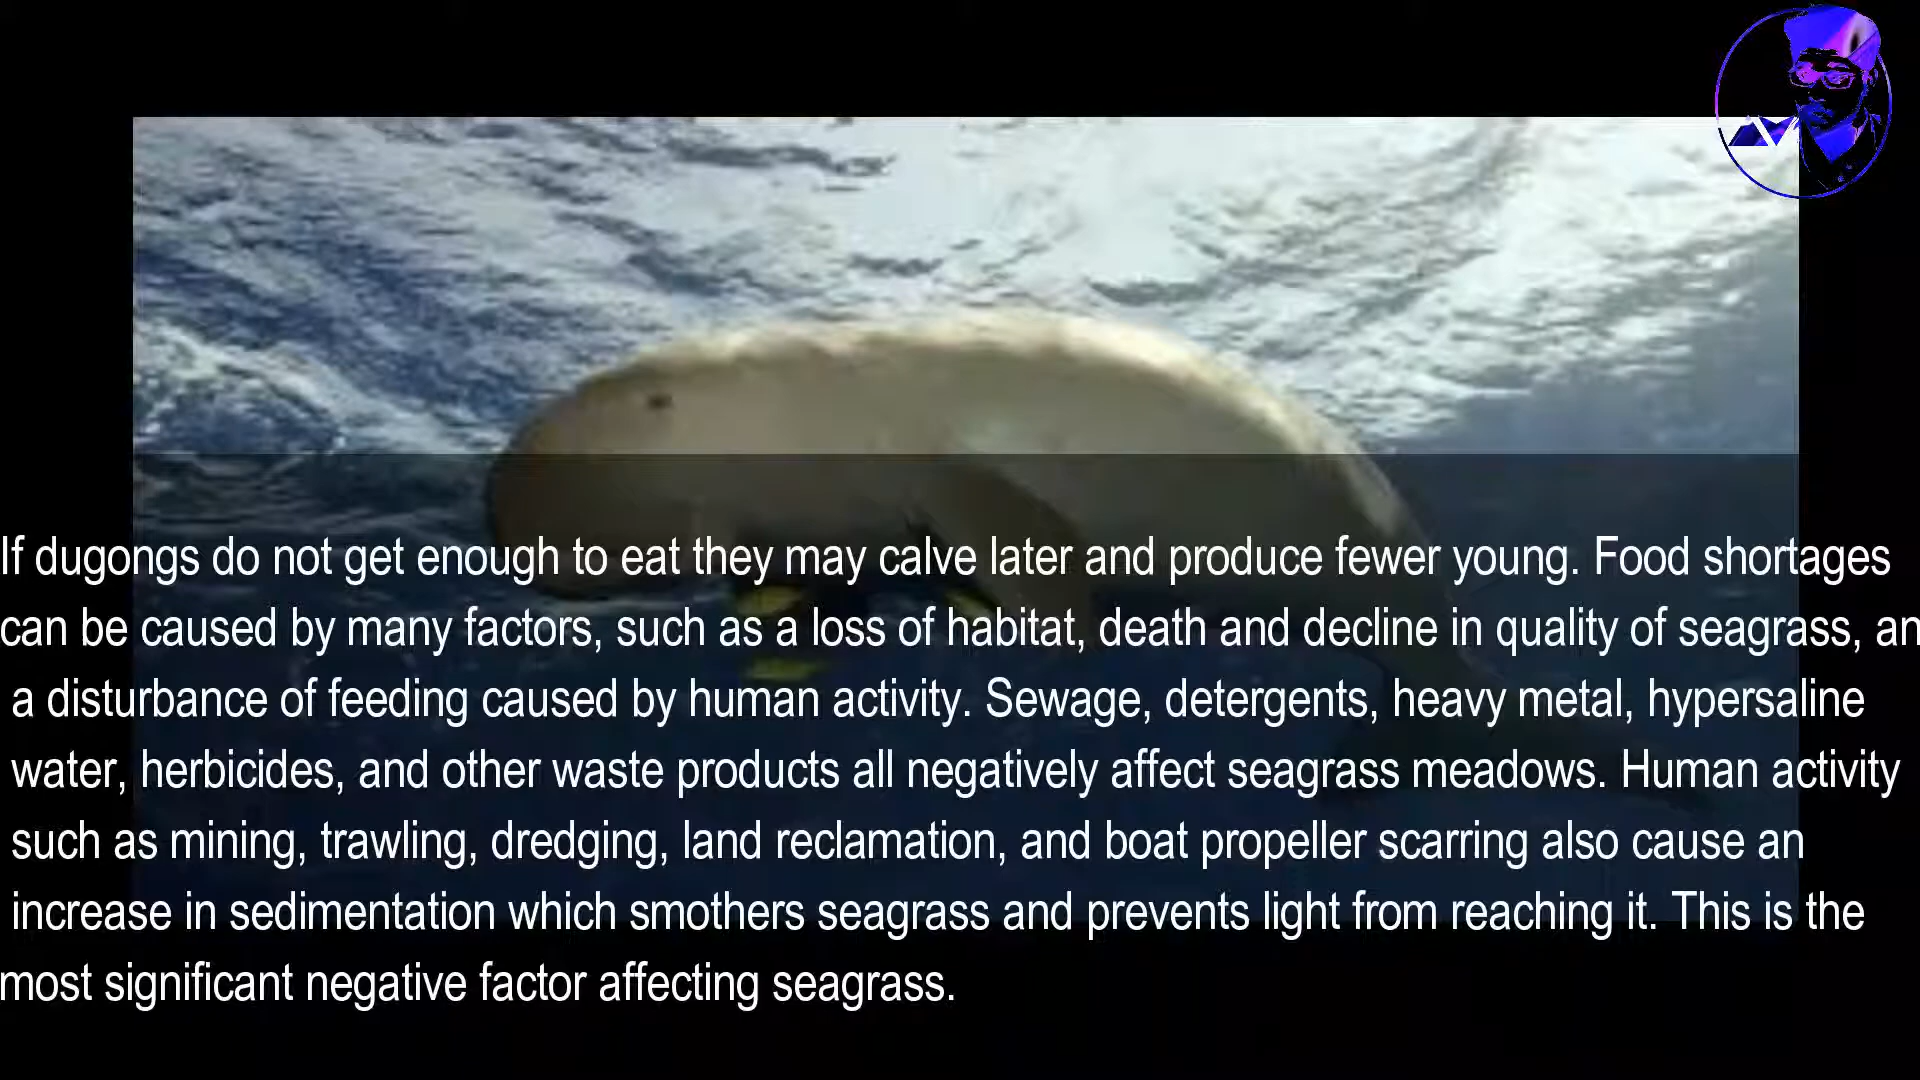 If dugongs do not get enough to eat they may calve later and produce fewer young. Food shortages
can be caused by many factors, such as a loss of habitat, death and decline in quality of seagrass, an
a disturbance of feeding caused by human activity. Sewage, detergents, heavy metal, hypersaline
water, herbicides, and other waste products all negatively affect seagrass meadows. Human activity
such as mining, trawling, dredging, land reclamation, and boat propeller scarring also cause an
increase in sedimentation which smothers seagrass and prevents light from reaching it. This is the
most significant negative factor affecting seagrass.